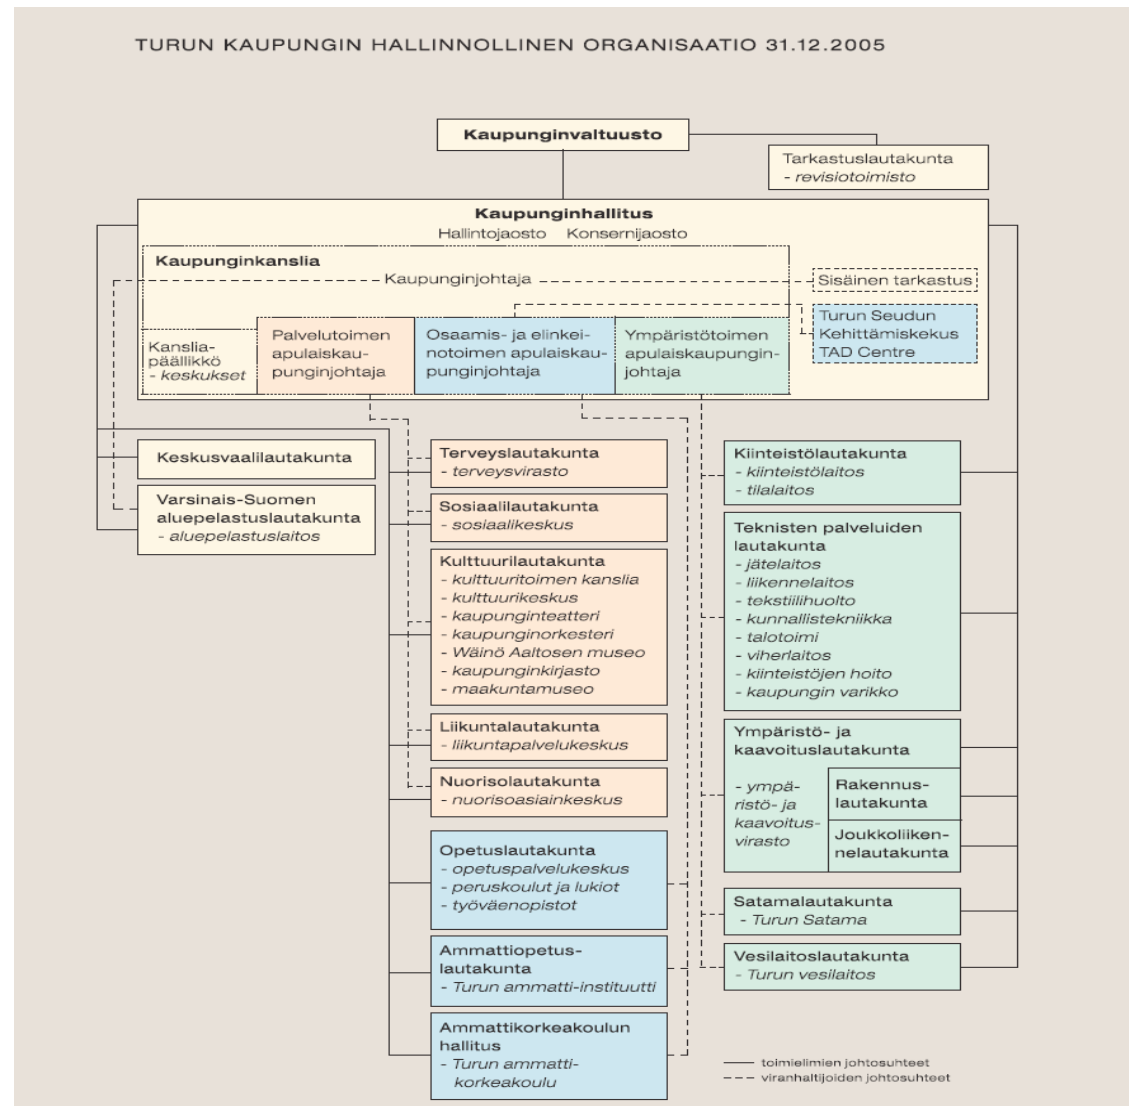 TURUN KAUPUNGIN HALLINNOLLINEN ORGANISAATIO 31.12.2005
Kaupunginvaltuusto
Tarkastuslautakunta
- revisiotoimisto
Kaupunginhallitus
Hallintojaosto Konsernijaosto
Kaupunginkanslia
Kaupunginjohtaja
Sisäinen tarkastus
Turun Seudun
Kehittämiskekus
TAD Centre
Kanslia-
päällikkö
- keskukset
Palvelutoimen
apulaiskau-
punginjohtaja
Osaamis- ja elinkei-
notoimen apulaiskau-
punginjohtaja
Ympäristötoimen
apulaiskaupungin-
johtaja
Keskusvaalilautakunta
Varsinais-Suomen
aluepelastuslautakunta
- aluepelastuslaitos
Terveyslautakunta
- terveysvirasto
Sosiaalilautakunta
- sosiaalikeskus
Kulttuurilautakunta
- kulttuuritoimen kanslia
- kulttuurikeskus
- kaupunginteatteri
- kaupunginorkesteri
- Wäinö Aaltosen museo
- kaupunginkirjasto
- maakuntamuseo
Liikuntalautakunta
- liikuntapalvelukeskus
Nuorisolautakunta
- nuorisoasiainkeskus
Opetuslautakunta
- opetuspalvelukeskus
- peruskoulut ja lukiot
- työväenopistot
Ammattiopetus-
lautakunta
- Turun ammatti-instituutti
Ammattikorkeakoulun
hallitus
- Turun ammatti-
korkeakoulu
Kiinteistölautakunta
- kiinteistölaitos
- tilalaitos
Teknisten palveluiden
lautakunta
- jätelaitos
- liikennelaitos
- tekstiilihuolto
- kunnallistekniikka
- talotoimi
- viherlaitos
- kiinteistöjen hoito
- kaupungin varikko
Ympäristö- ja
kaavoituslautakunta
- ympä-
ristö- ja
kaavoitus-
virasto
Rakennus-
lautakunta
Joukkoliiken-
nelautakunta
Satamalautakunta
- Turun Satama
Vesilaitoslautakunta
- Turun vesilaitos
toimielimien johtosuhteet
viranhaltijoiden johtosuhteet